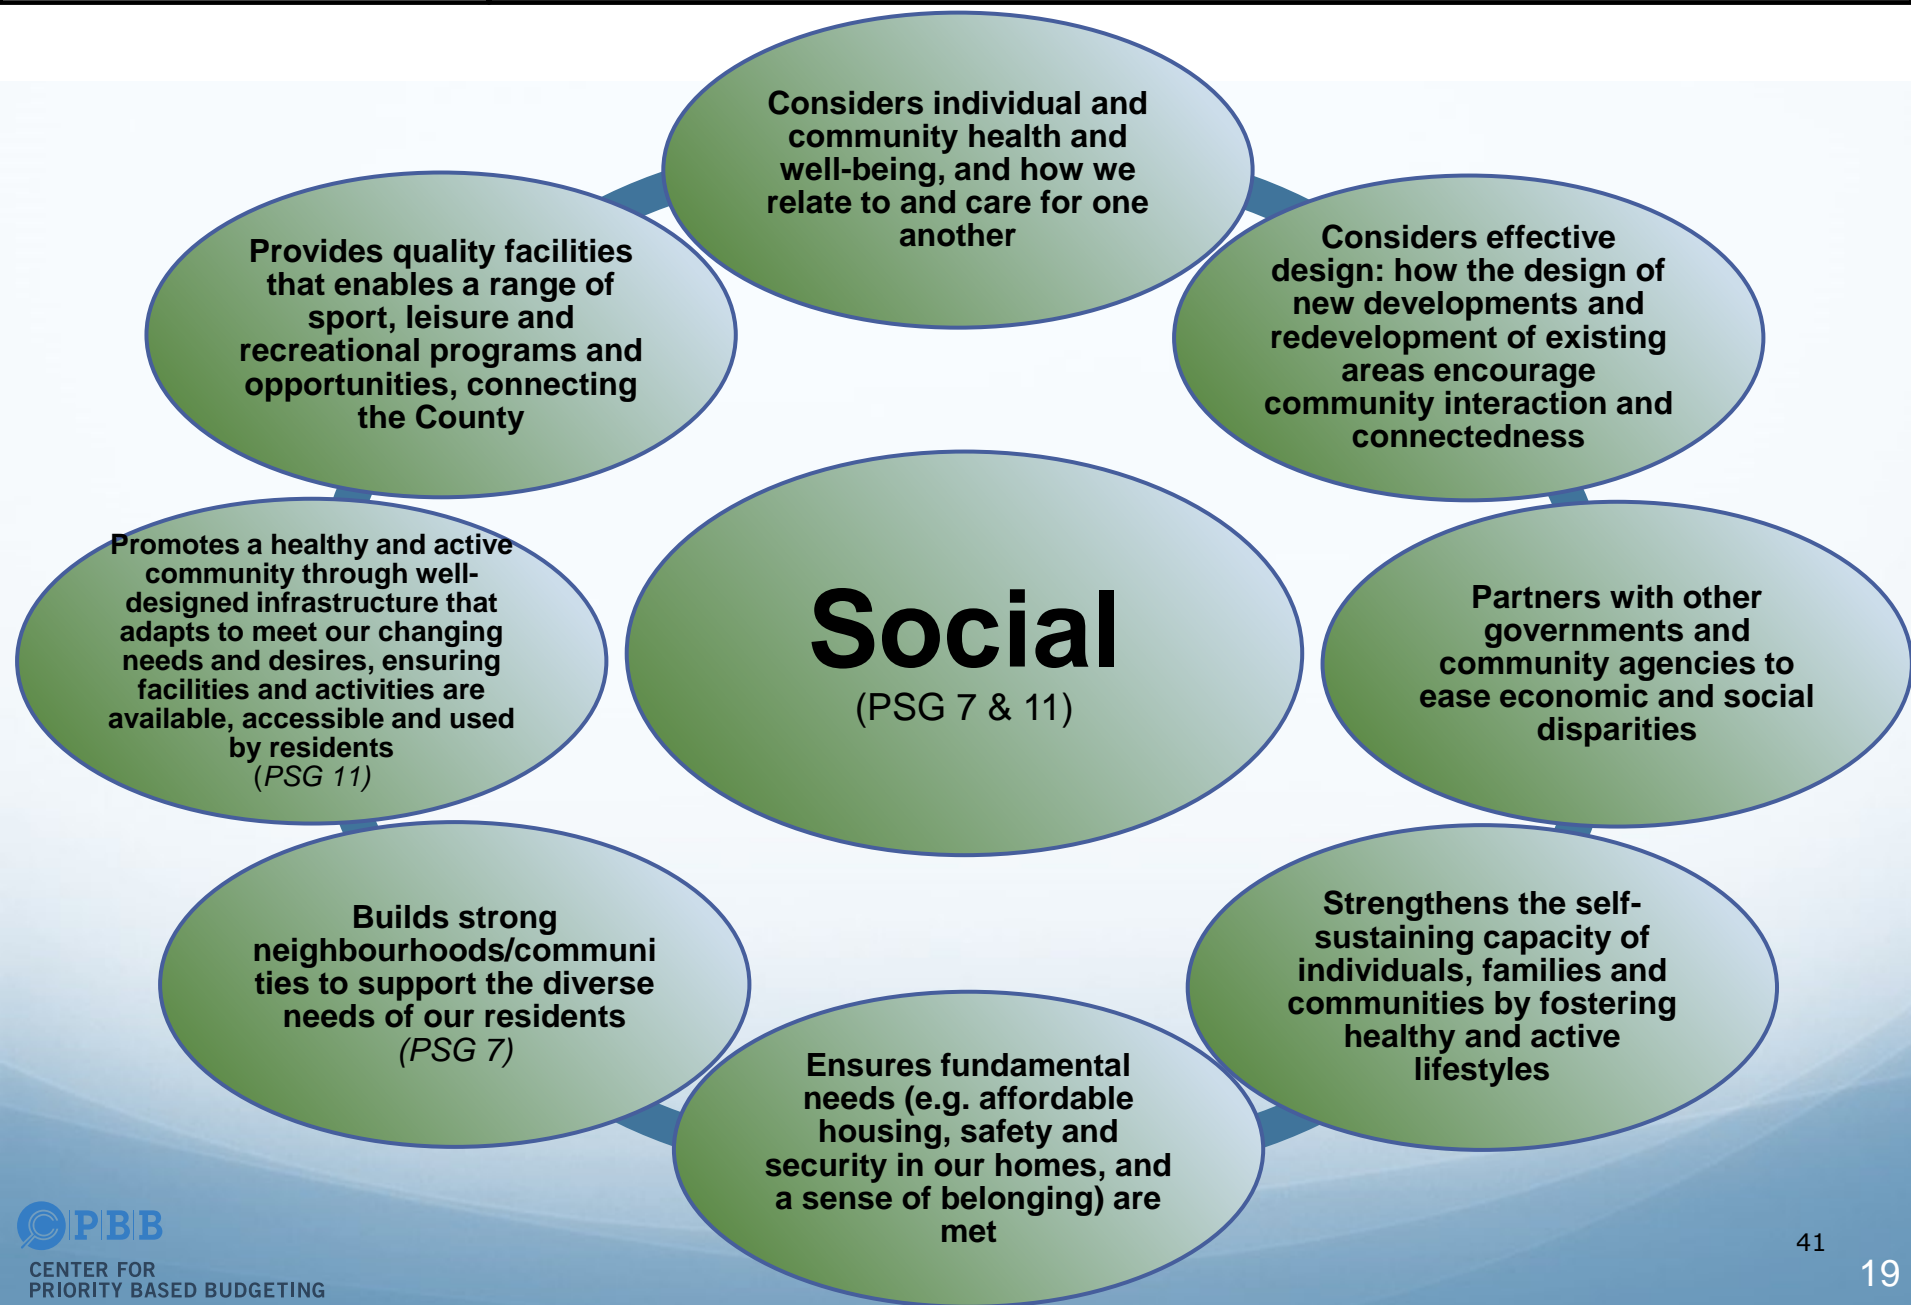 Considers individual and
community health and
well-being, and how we
relate to and care for one
another
Considers effective
design: how the design of
new developments and
redevelopment of existing
areas encourage
community interaction and
connectedness
Partners with other
governments and
community agencies to
ease economic and social
disparities
Strengthens the self-
sustaining capacity of
individuals, families and
communities by fostering
healthy and active
lifestyles
Ensures fundamental
needs (e.g. affordable
housing, safety and
security in our homes, and
a sense of belonging) are
met
Builds strong
neighbourhoods/communi
ties to support the diverse
needs of our residents
(PSG 7)
Promotes a healthy and active
community through well-
designed infrastructure that
adapts to meet our changing
needs and desires, ensuring
facilities and activities are
available, accessible and used
by residents
(PSG 11)
Provides quality facilities
that enables a range of
sport, leisure and
recreational programs and
opportunities, connecting
the County
Social
(PSG 7 & 11)
CPBB
CENTER FOR
PRIORITY BASED BUDGETING
41
19